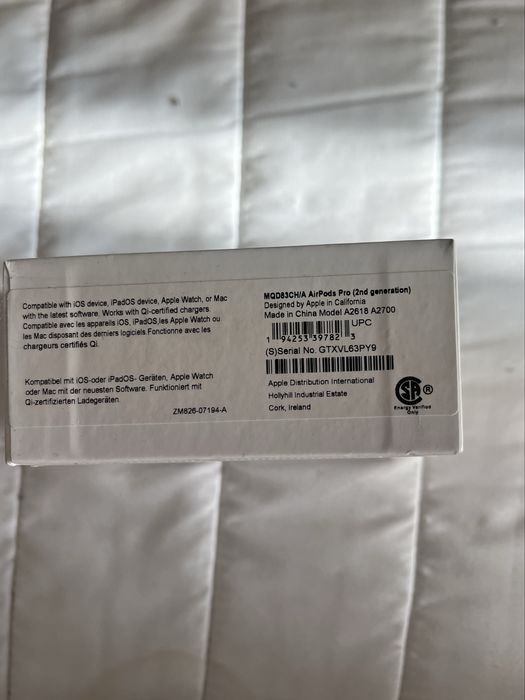 Compatible with iOS device, iPadOS device, Apple Watch, or Mac
with the latest software. Works with Qi-certified chargers.
Compatible avec les appareils iOS, iPadOS,les Apple Watch ou
les Mac disposant des derniers logiciels.Fonctionne avec les
chargeurs certifiés Qi.
Kompatibel mit iOS-oder iPadOS- Geräten, Apple Watch
oder Mac mit der neuesten Software. Funktioniert mit
Qi-zertifizierten Ladegeräten.
ZM826-07194-A
MQD83CH/A AirPods Pro (2nd generation)
Designed by Apple in California
Made in China Model A2618 A2700
UPC
1 94253 39782 3
(S)Serial No. GTXVL63PY9
Apple Distribution International
Hollyhill Industrial Estate
Cork, Ireland
SA ®
Energy Verified
Only